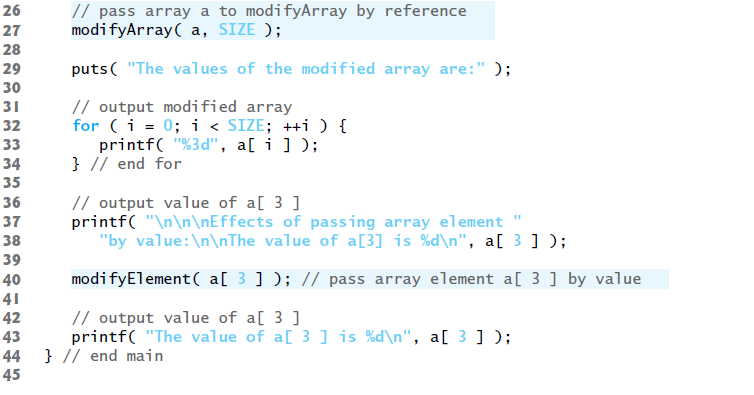 26 // pass array a to modifyArray by reference
27 modifyArray( a, SIZE );
28
29 puts( "The values of the modified array are:" );
30
31 // output modified array
32 for ( i = 0; i < SIZE; ++i ) {
33 printf( "%3d", a[ i ] );
34 } // end for
35
36 // output value of a[ 3 ]
37 printf( "\n\n\nEffects of passing array element "
38 "by value:\n\nThe value of a[3] is %d\n", a[ 3 ] );
39
40 modifyElement( a[ 3 ] ); // pass array element a[ 3 ] by value
41
42 // output value of a[ 3 ]
43 printf( "The value of a[ 3 ] is %d\n", a[ 3 ] );
44 } // end main
45